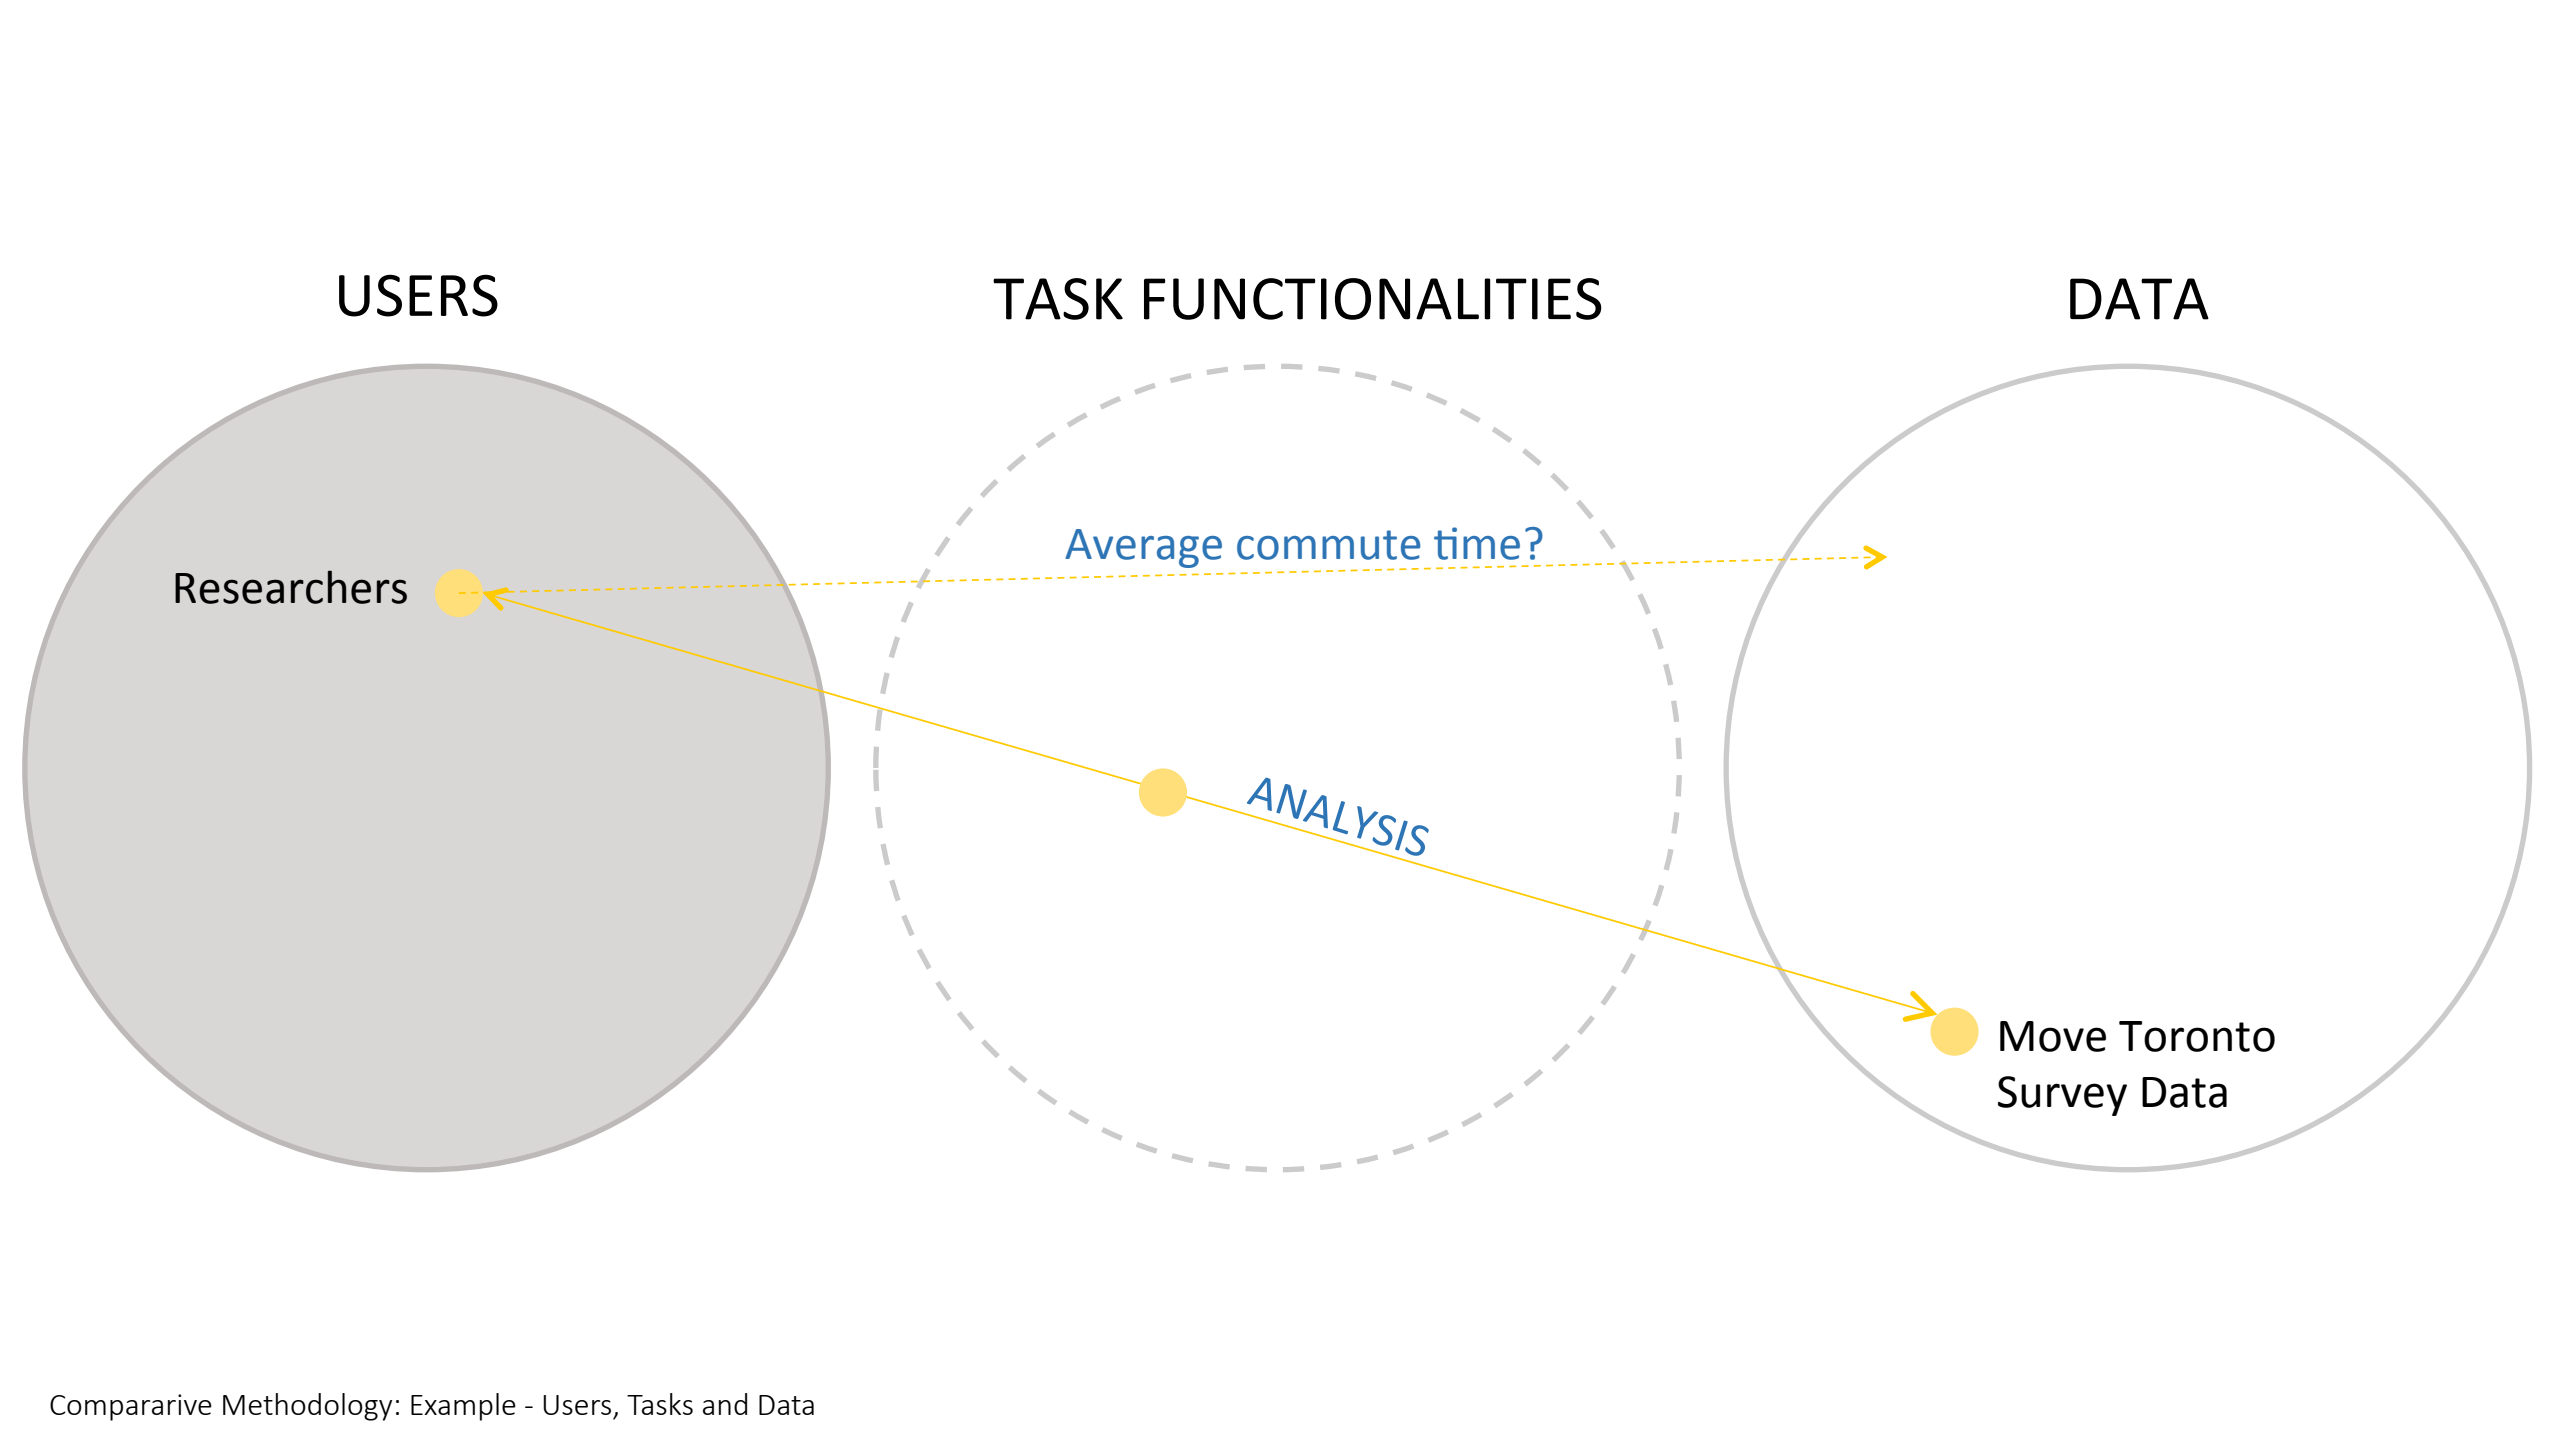 USERS
TASK FUNCTIONALITIES
DATA
Average commute time?
Researchers
ANALYSIS
Move Toronto
Survey Data
Compararive Methodology: Example - Users, Tasks and Data